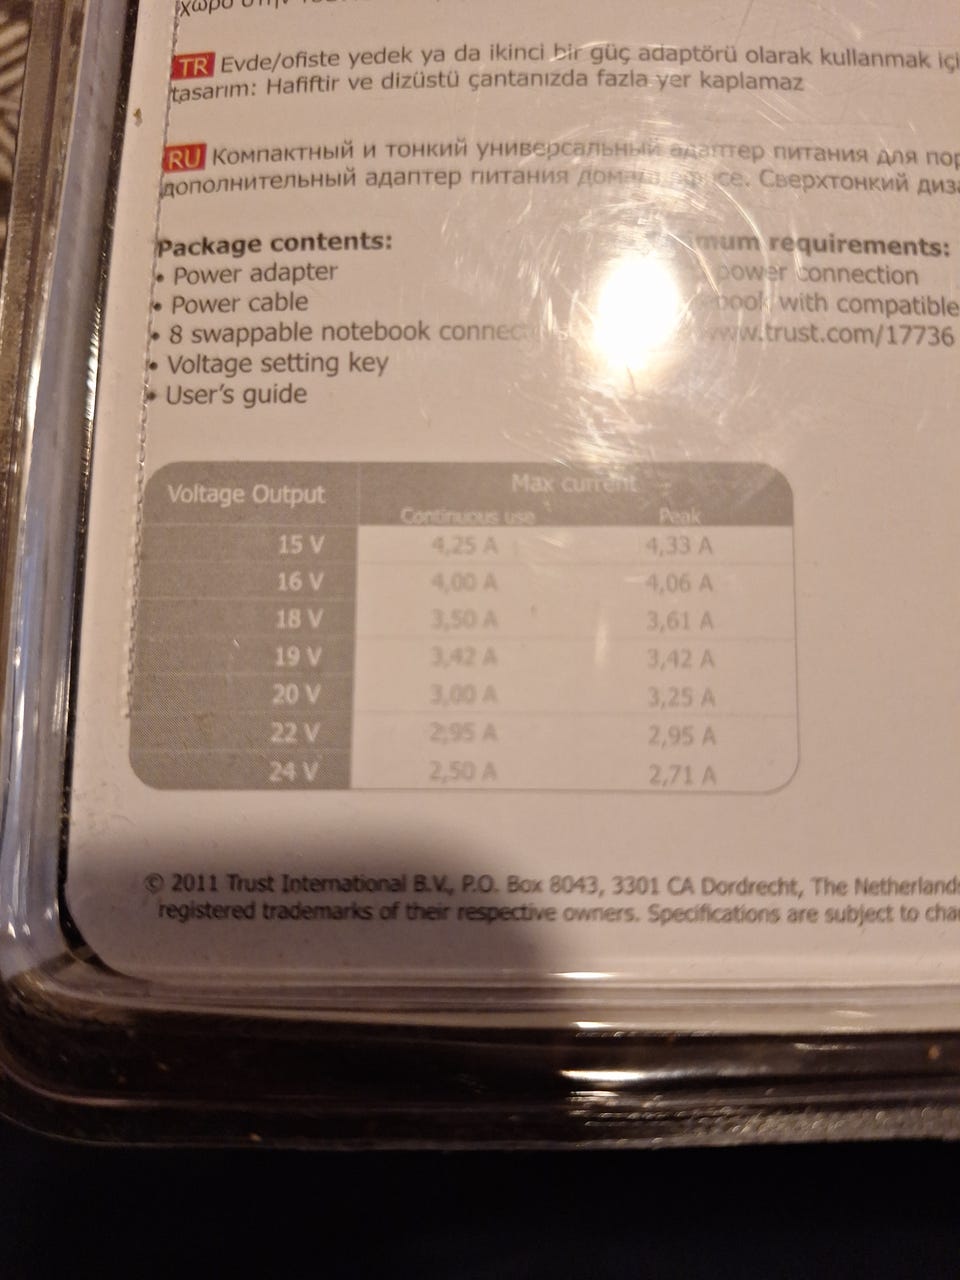 χώρο στην
TR Evde/ofiste yedek ya da ikinci bir güç adaptörü olarak kullanmak içi
tasarım: Hafiftir ve dizüstü çantanızda fazla yer kaplamaz
RU Компактный и тонкий универсальный адаптер питания для пор
дополнительный адаптер питания дома Сверхтонкий диза
Package contents:
• Power adapter
• Power cable
• 8 swappable notebook connec
• Voltage setting key
• User's guide
imum requirements:
power connection
book with compatible
www.trust.com/17736
Voltage Output Max current
Continuous use Peak
15 V 4,25 A 4,33 A
16 V 4,00 A 4,06 A
18 V 3,50 A 3,61 A
19 V 3,42 A 3,42 A
20 V 3,00 A 3,25 A
22 V 2,95 A 2,95 A
24 V 2,50 A 2,71 A
© 2011 Trust International B.V., P.O. Box 8043, 3301 CA Dordrecht, The Netherlands
registered trademarks of their respective owners. Specifications are subject to cha